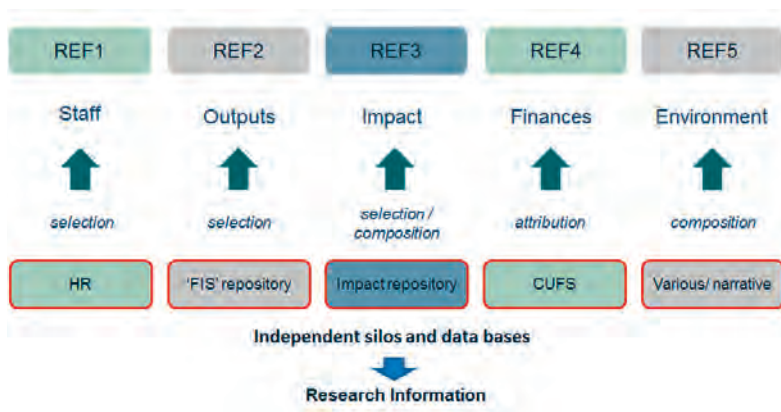 REF1 REF2 REF3 REF4 REF5
Staff Outputs Impact Finances Environment
selection selection selection / composition attribution composition
HR 'FIS' repository Impact repository CUFS Various/ narrative
Independent silos and data bases
Research Information